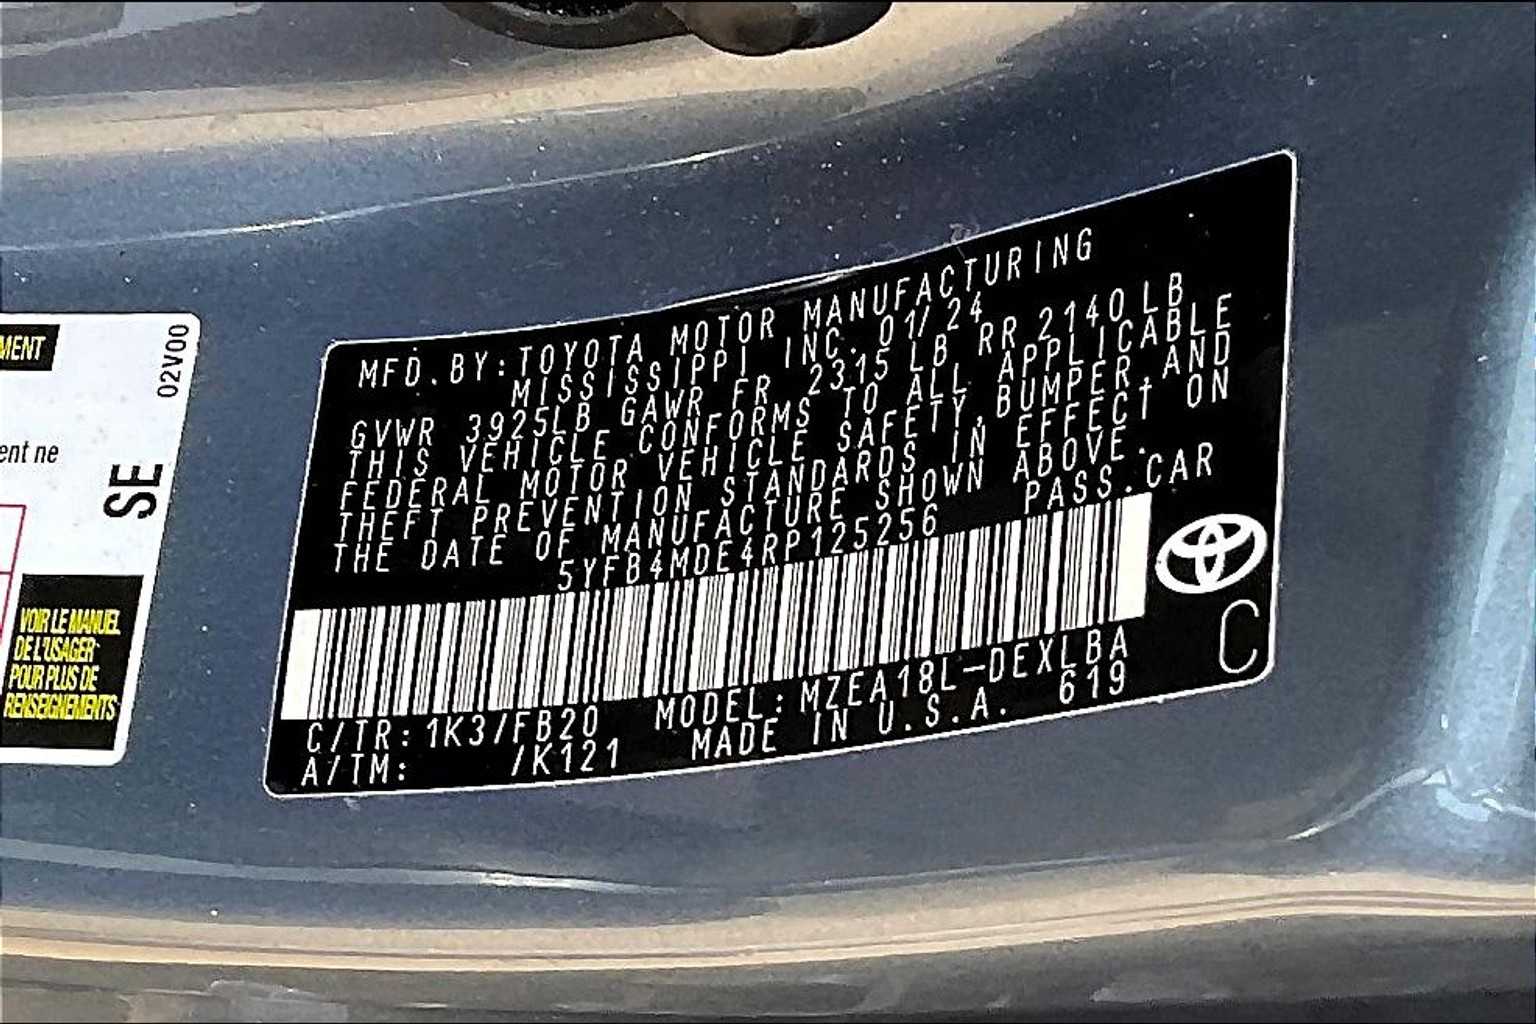 MENT
02V00
ent ne
SE
VOIR LE MANUEL
DE L'USAGER
POUR PLUS DE
RENSEIGNEMENTS
MFD. BY: TOYOTA MOTOR MANUFACTURING
MISSISSIPPI INC. 01/24
GVWR 3925LB GAWR FR 2315 LB RR 2140LB
THIS VEHICLE CONFORMS TO ALL APPLICABLE
FEDERAL MOTOR VEHICLE SAFETY, BUMPER, AND
THEFT PREVENTION STANDARDS IN EFFECT ON
THE DATE OF MANUFACTURE SHOWN ABOVE.
5YFB4MDE4RP125256 PASS. CAR
C/TR: 1K3/FB20 MODEL: MZEA18L-DEXLBA
A/TM: /K121 MADE IN U.S.A. 619
C